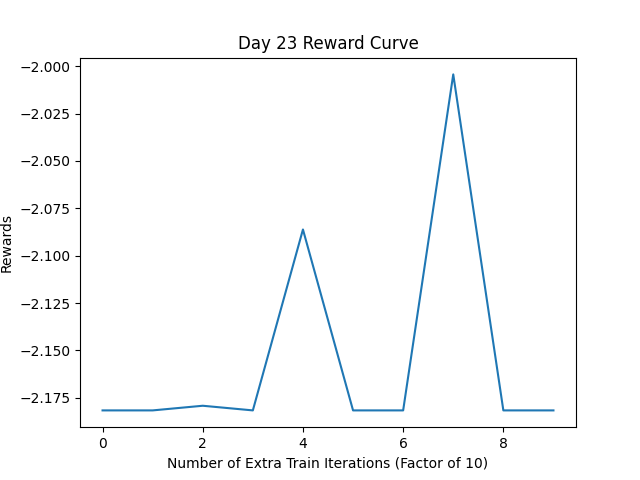 Day 23 Reward Curve
−2.000
−2.025
−2.050
−2.075
−2.100
−2.125
−2.150
−2.175
Rewards
0 2 4 6 8
Number of Extra Train Iterations (Factor of 10)